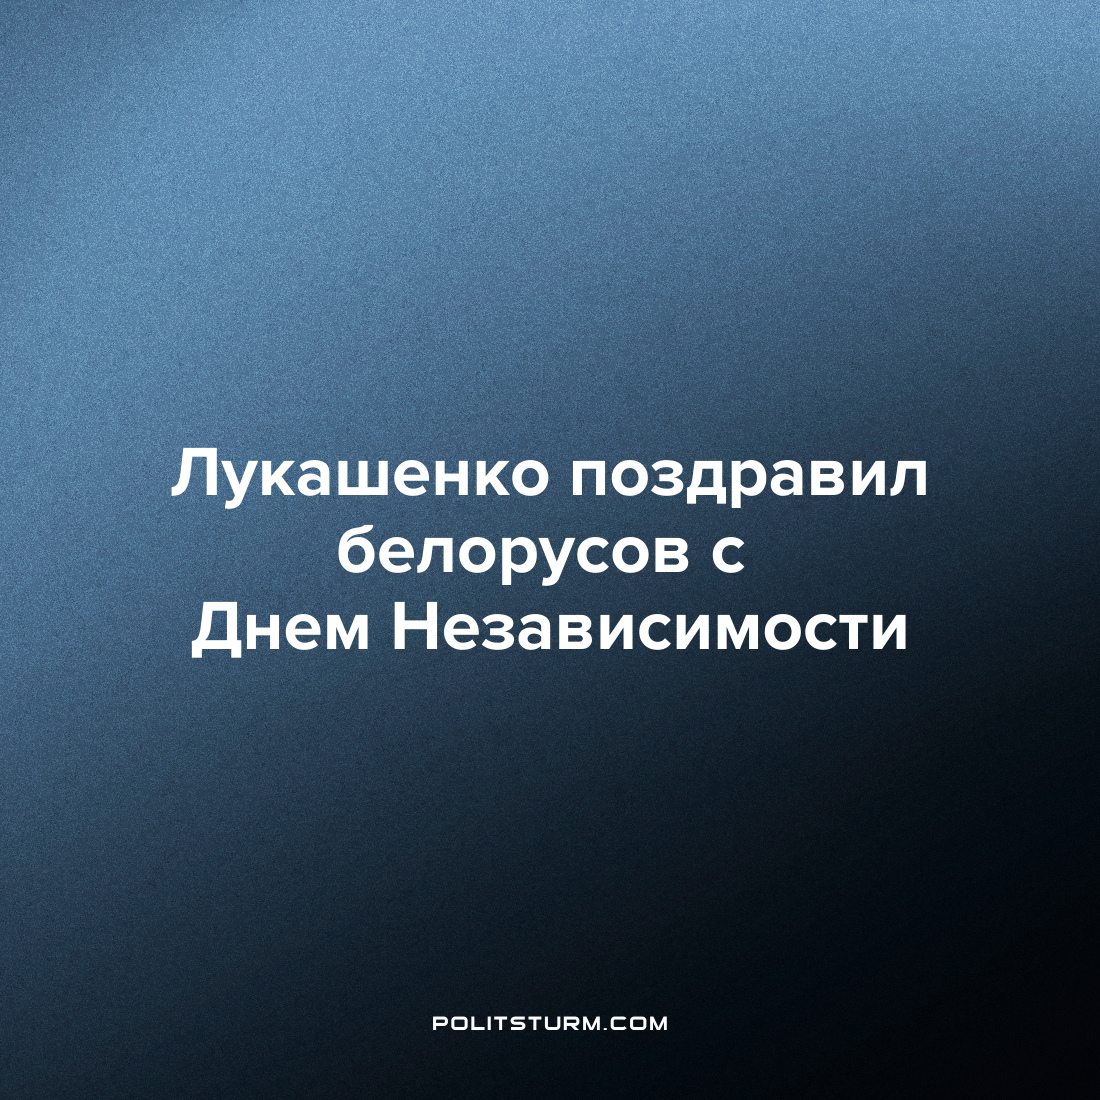 Лукашенко поздравил
белорусов с
Днем Независимости
POLITSTURM.COM